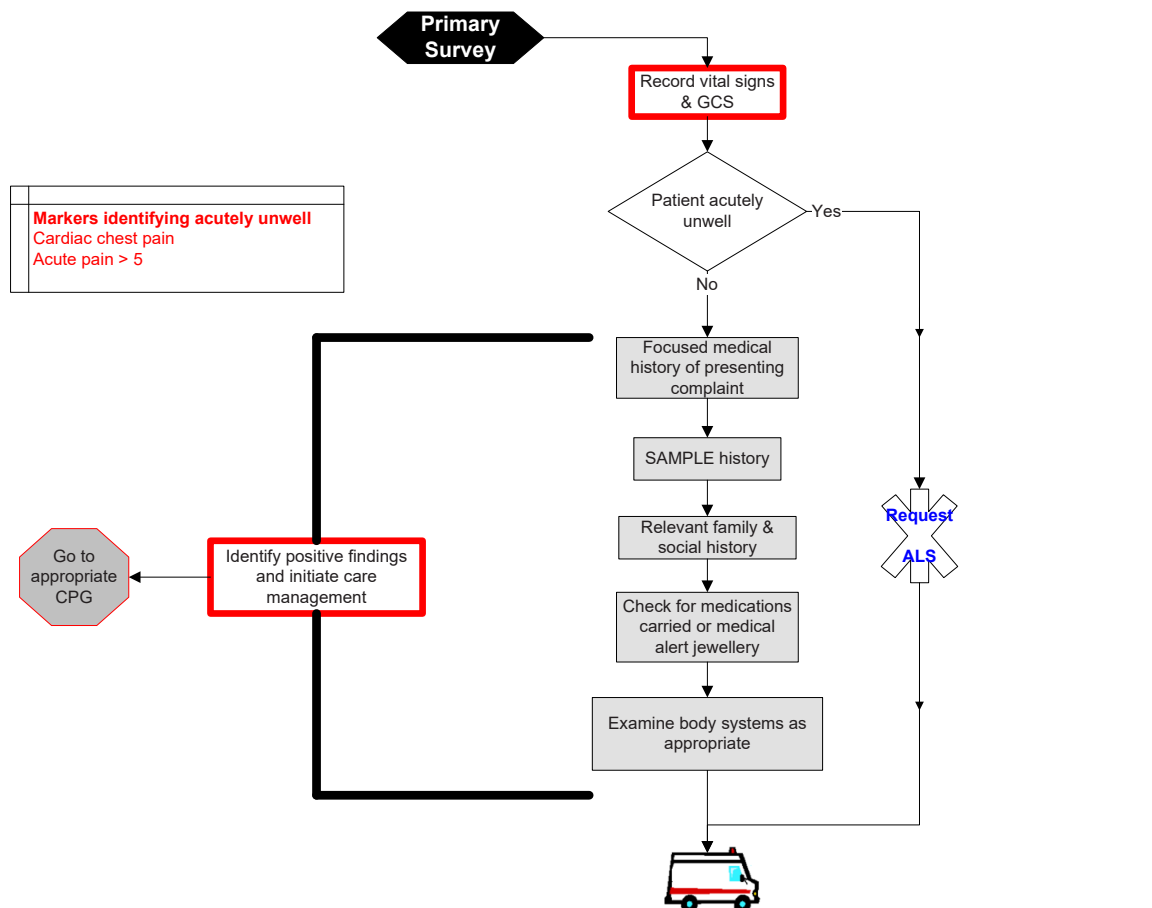 Primary
Survey
Record vital signs
& GCS
Patient acutely
unwell
Yes
No
Markers identifying acutely unwell
Cardiac chest pain
Acute pain > 5
Focused medical
history of presenting
complaint
SAMPLE history
Relevant family &
social history
Check for medications
carried or medical
alert jewellery
Examine body systems as
appropriate
Request
ALS
Identify positive findings
and initiate care
management
Go to
appropriate
CPG